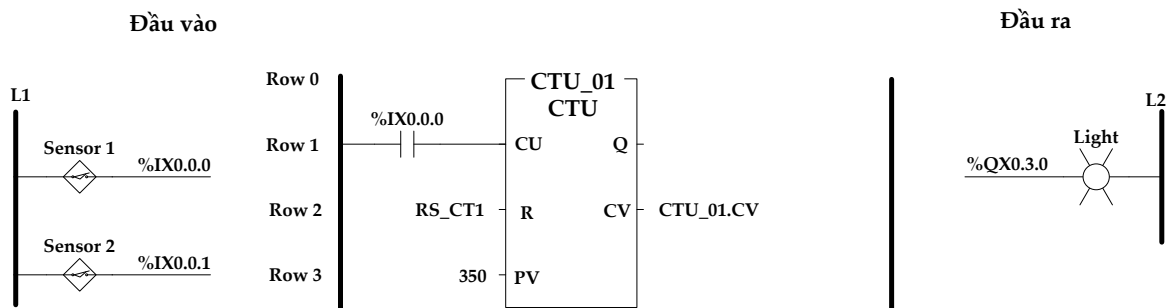 Đầu vào
Đầu ra
Row 0
CTU_01
CTU
L1
L2
%IX0.0.0
Light
Sensor 1
%IX0.0.0
Row 1
CU
Q
%QX0.3.0
Row 2
RS_CT1
R
CV
CTU_01.CV
Sensor 2
%IX0.0.1
Row 3
350
PV